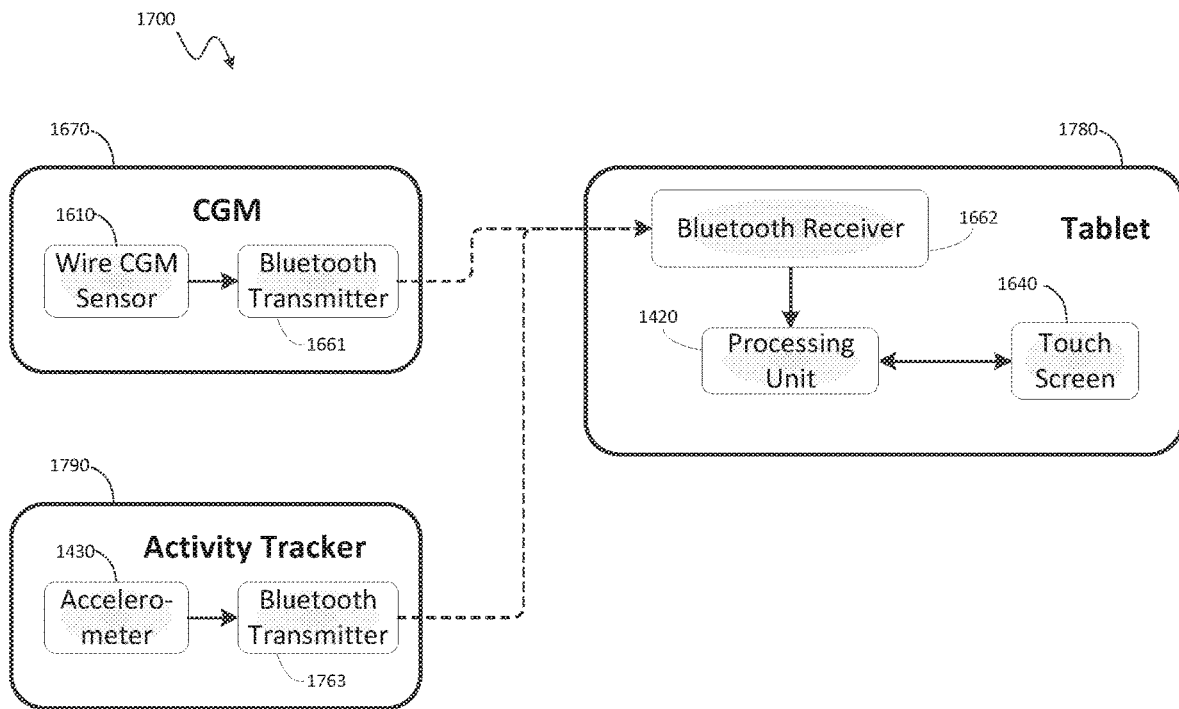 1700
1670
CGM
1610
Wire CGM
Sensor
Bluetooth
Transmitter
1661
1780
Tablet
Bluetooth Receiver
1662
1420
Processing
Unit
1640
Touch
Screen
1790
Activity Tracker
1430
Accelero-
meter
Bluetooth
Transmitter
1763